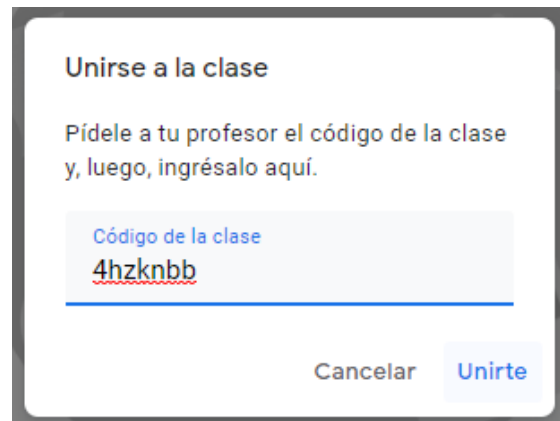 Unirse a la clase
Pídele a tu profesor el código de la clase
y, luego, ingrésalo aquí.
Código de la clase
4hzknbb
Cancelar Unirte